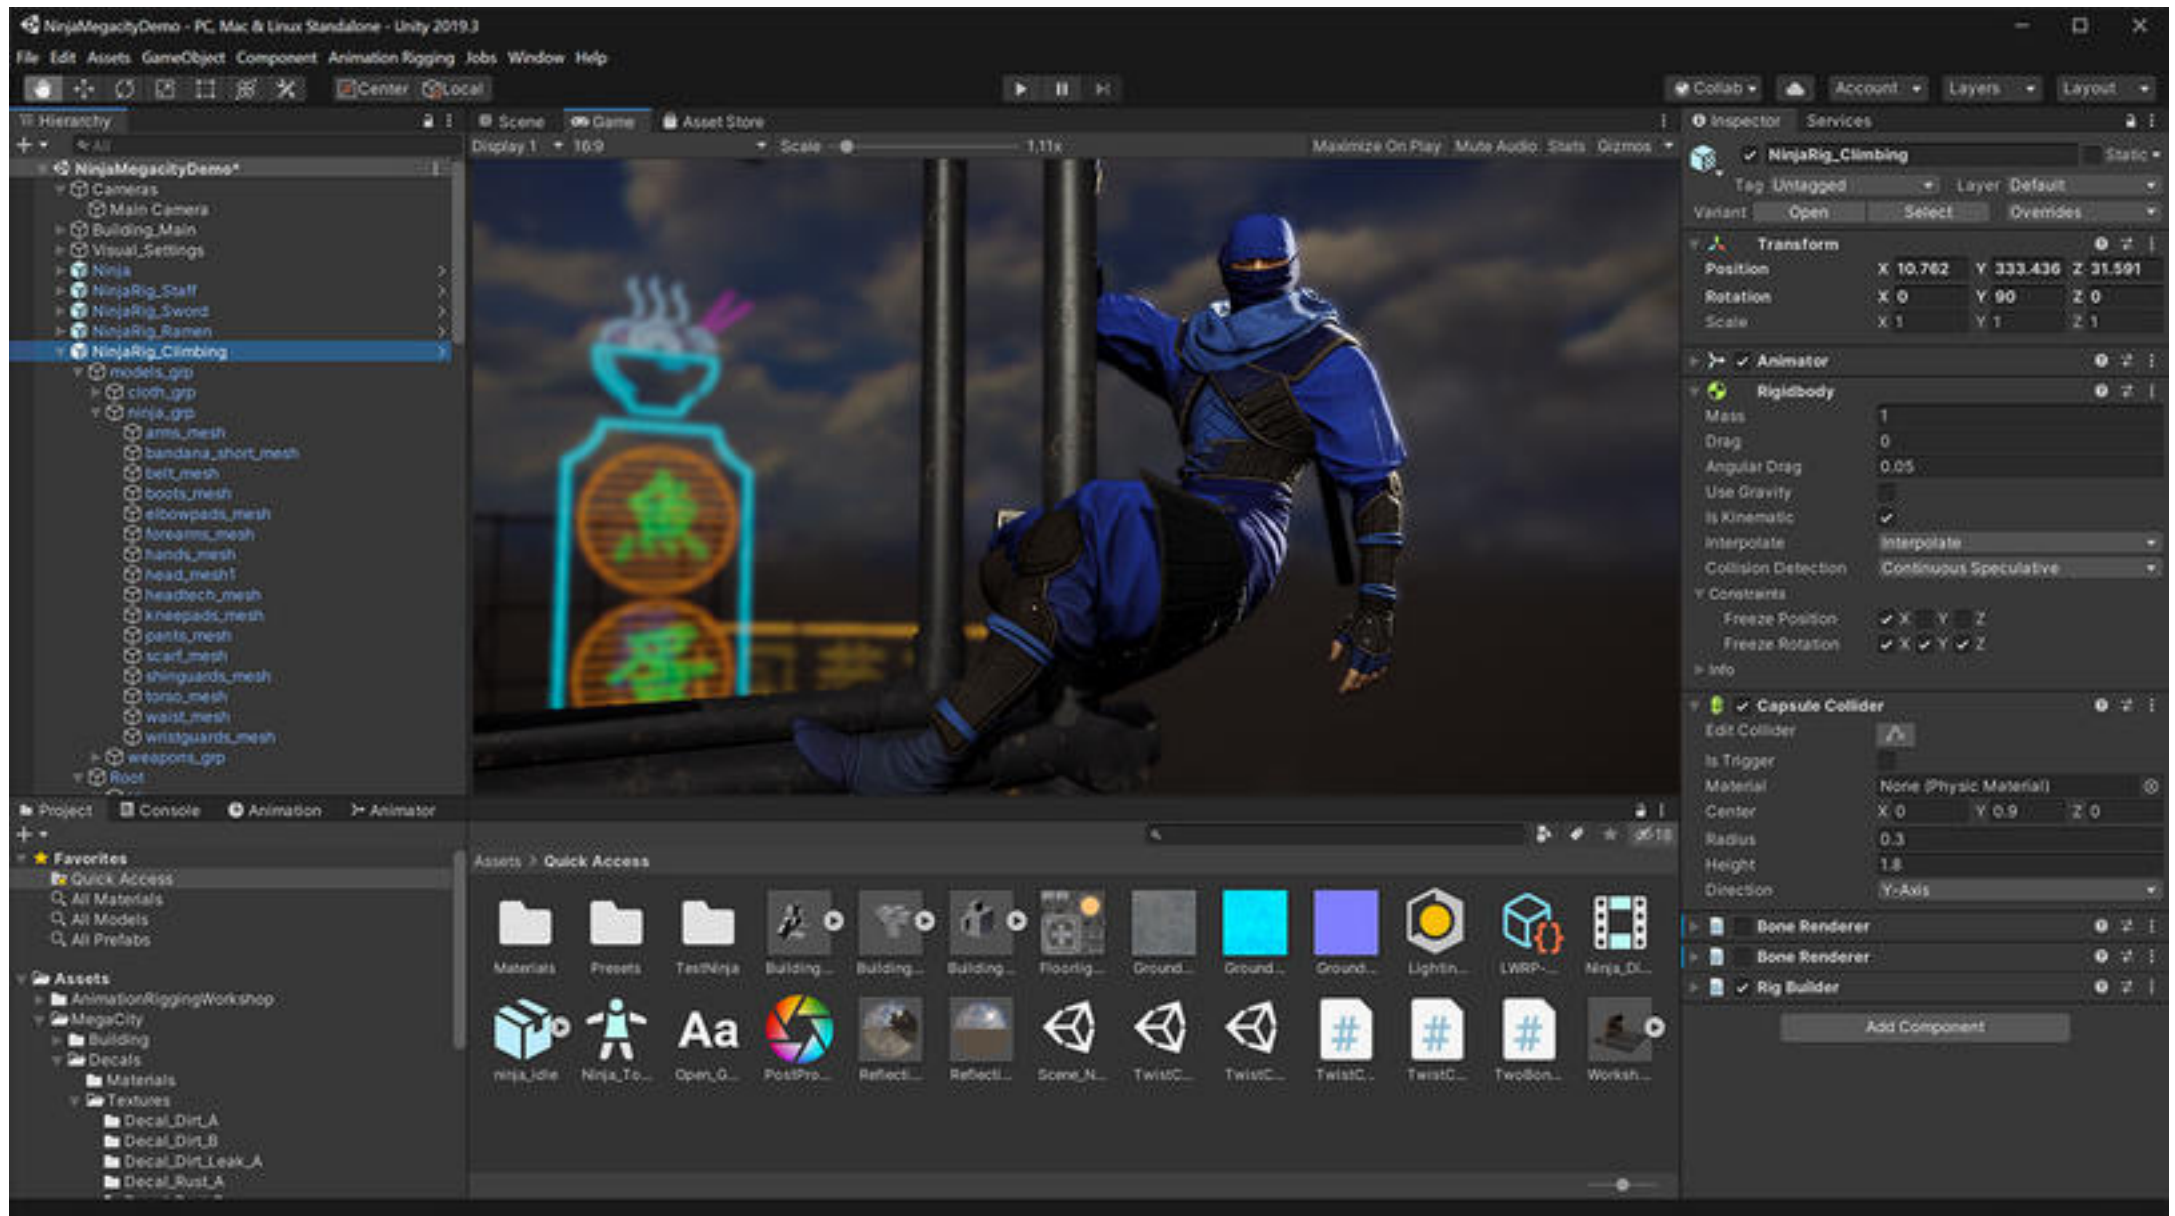 NinjaMegacityDemo - PC, Mac & Linux Standalone - Unity 2019.3
File Edit Assets GameObject Component Animation Rigging Jobs Window Help
Center Local
Collab Account Layers Layout
Hierarchy
All
NinjaMegacityDemo*
Cameras
Main Camera
Building_Main
Visual_Settings
Ninja
NinjaRig_Staff
NinjaRig_Sword
NinjaRig_Ramen
NinjaRig_Climbing
models_grp
cloth_grp
ninja_grp
arms_mesh
bandana_short_mesh
belt_mesh
boots_mesh
elbowpads_mesh
forearms_mesh
hands_mesh
head_mesh1
headtech_mesh
kneepads_mesh
pants_mesh
scarf_mesh
shinguards_mesh
torso_mesh
waist_mesh
wristguards_mesh
weapons_grp
Root
Scene Game Asset Store
Display 1 16:9 Scale 1.11x Maximize On Play Mute Audio Stats Gizmos
Inspector Services
NinjaRig_Climbing Static
Tag Untagged Layer Default
Variant Open Select Overrides
Transform
Position X 10.762 Y 333.436 Z 31.591
Rotation X 0 Y 90 Z 0
Scale X 1 Y 1 Z 1
Animator
Rigidbody
Mass 1
Drag 0
Angular Drag 0.05
Use Gravity
Is Kinematic
Interpolate Interpolate
Collision Detection Continuous Speculative
Constraints
Freeze Position X Y Z
Freeze Rotation X Y Z
Info
Capsule Collider
Edit Collider
Is Trigger
Material None (Physic Material)
Center X 0 Y 0.9 Z 0
Radius 0.3
Height 1.8
Direction Y-Axis
Bone Renderer
Bone Renderer
Rig Builder
Add Component
Project Console Animation Animator
Favorites
Quick Access
All Materials
All Models
All Prefabs
Assets
AnimationRiggingWorkshop
MegaCity
Building
Decals
Materials
Textures
Decal_Dirt_A
Decal_Dirt_B
Decal_Dirt_Leak_A
Decal_Rust_A
18
Assets > Quick Access
Materials Presets TestNinja Building... Building... Building... Floorlig... Ground... Ground... Ground... Lightin... LWRP-... Ninja_Di...
Aa
ninja_idle Ninja_To... Open_G... PostPro... Reflecti... Reflecti... Scene_N... TwistC... TwistC... TwistC... TwistC... TwoBon... Worksh...